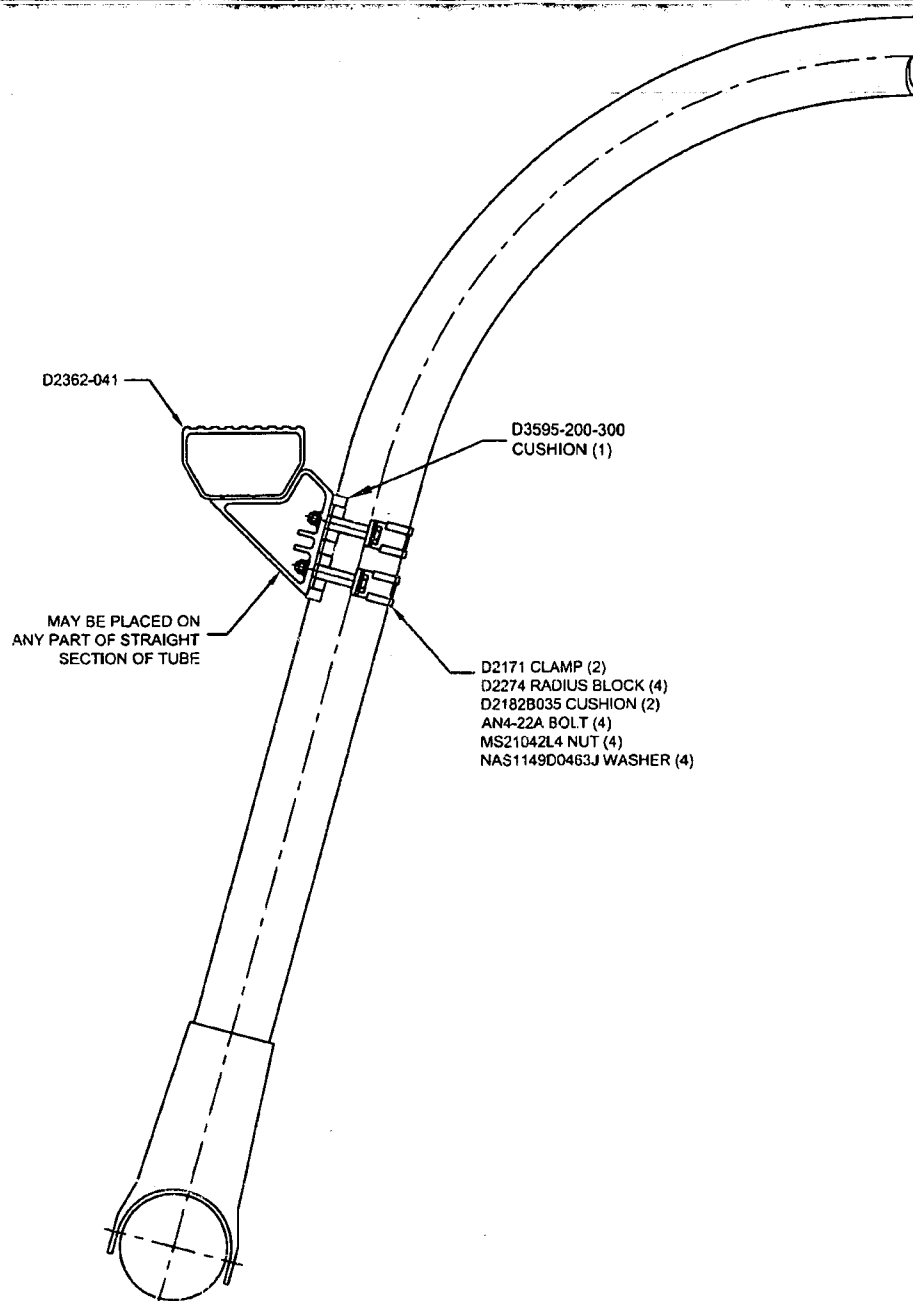 D2362-041
D3595-200-300
CUSHION (1)
MAY BE PLACED ON
ANY PART OF STRAIGHT
SECTION OF TUBE
D2171 CLAMP (2)
D2274 RADIUS BLOCK (4)
D2182B035 CUSHION (2)
AN4-22A BOLT (4)
MS21042L4 NUT (4)
NAS1149D0463J WASHER (4)